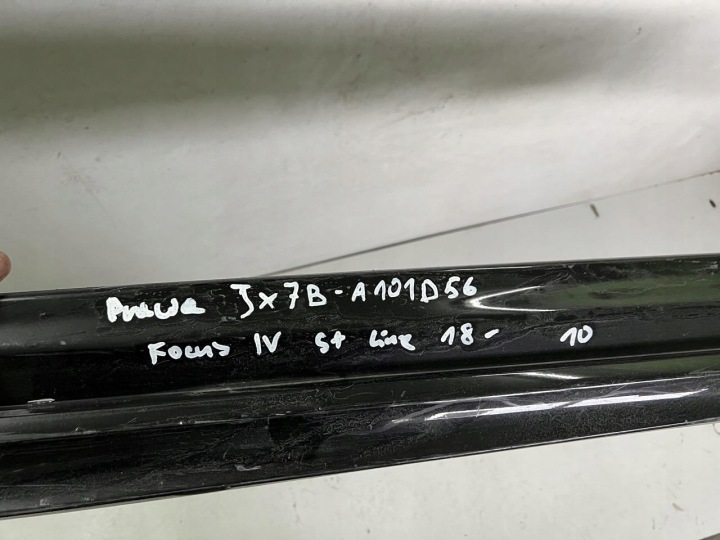 Prawa Jx7B-A101D56
Focus IV St Line 18- 10